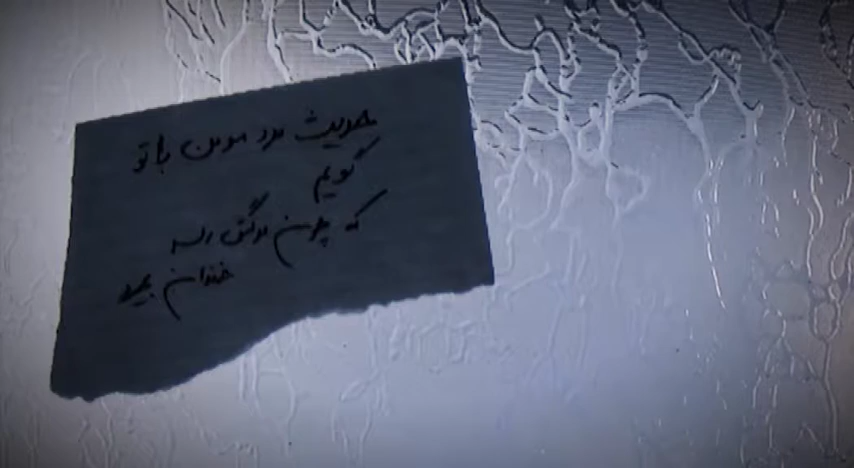 حدیث مرد مومن با تو
گویم
که چون مرگش رسد
خندان بمیرد